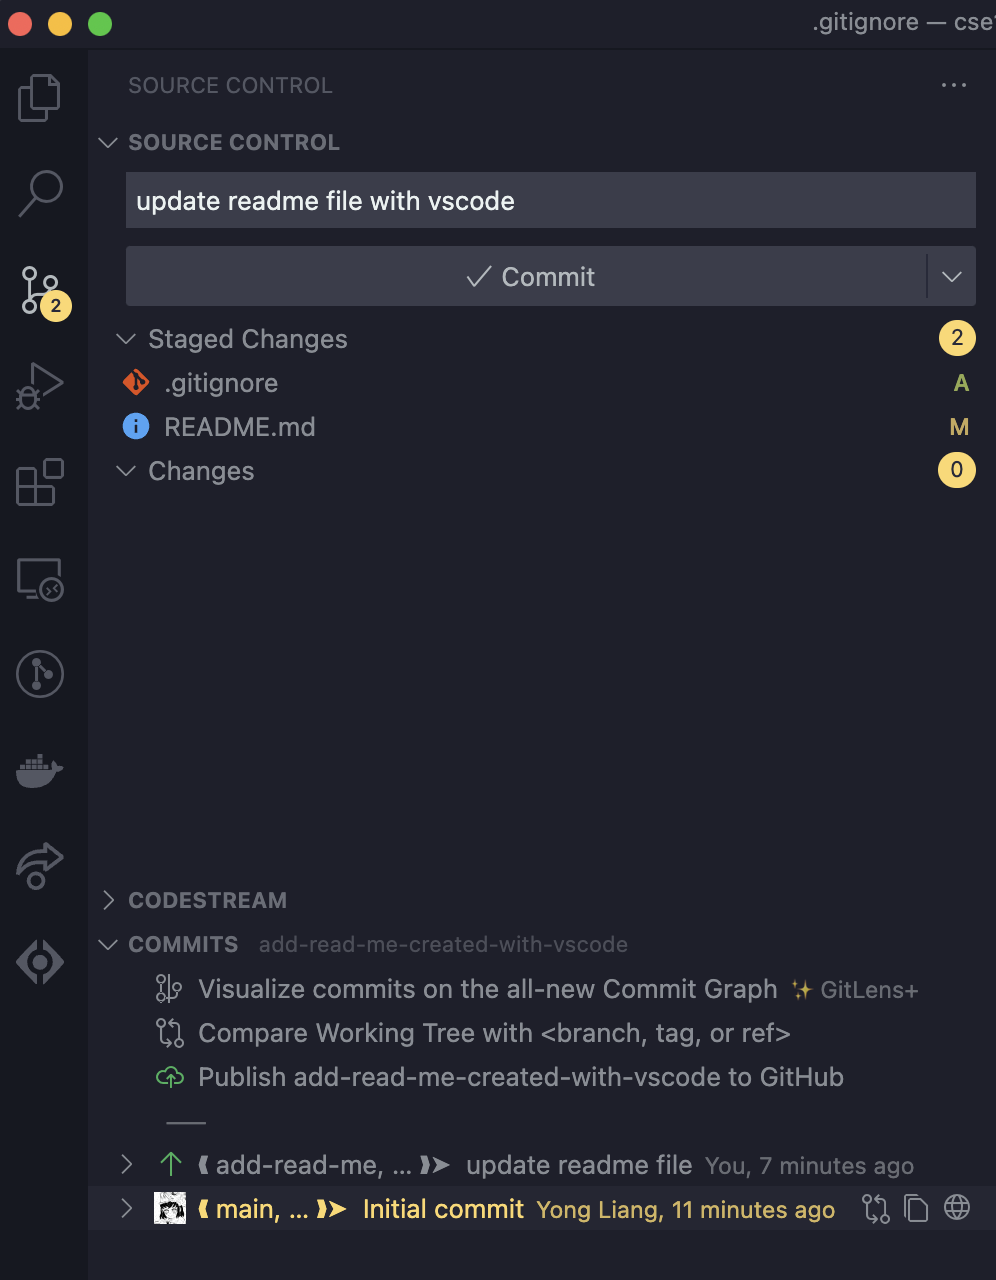 .gitignore — cse
SOURCE CONTROL
SOURCE CONTROL
update readme file with vscode
Commit
2
Staged Changes 2
.gitignore A
README.md M
Changes 0
CODESTREAM
COMMITS add-read-me-created-with-vscode
Visualize commits on the all-new Commit Graph ✨ GitLens+
Compare Working Tree with <branch, tag, or ref>
Publish add-read-me-created-with-vscode to GitHub
add-read-me, ... update readme file You, 7 minutes ago
main, ... Initial commit Yong Liang, 11 minutes ago